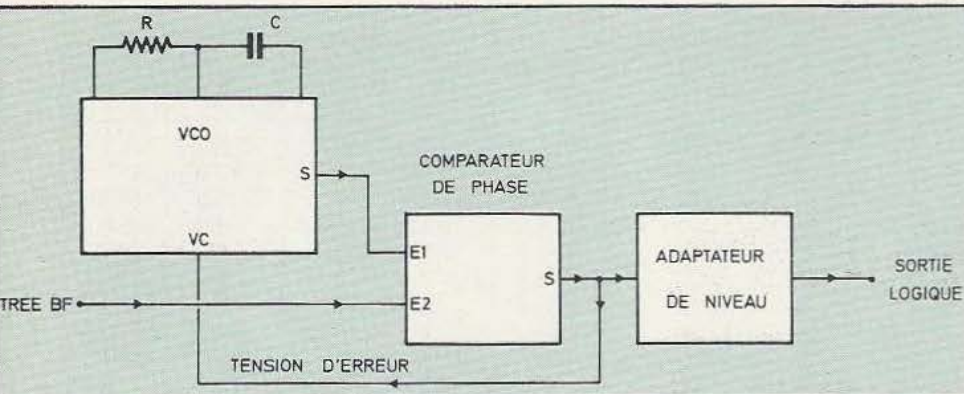 R
C
VCO
S
VC
COMPARATEUR
DE PHASE
E1
E2
S
TREE BF
TENSION D'ERREUR
ADAPTATEUR
DE NIVEAU
SORTIE
LOGIQUE